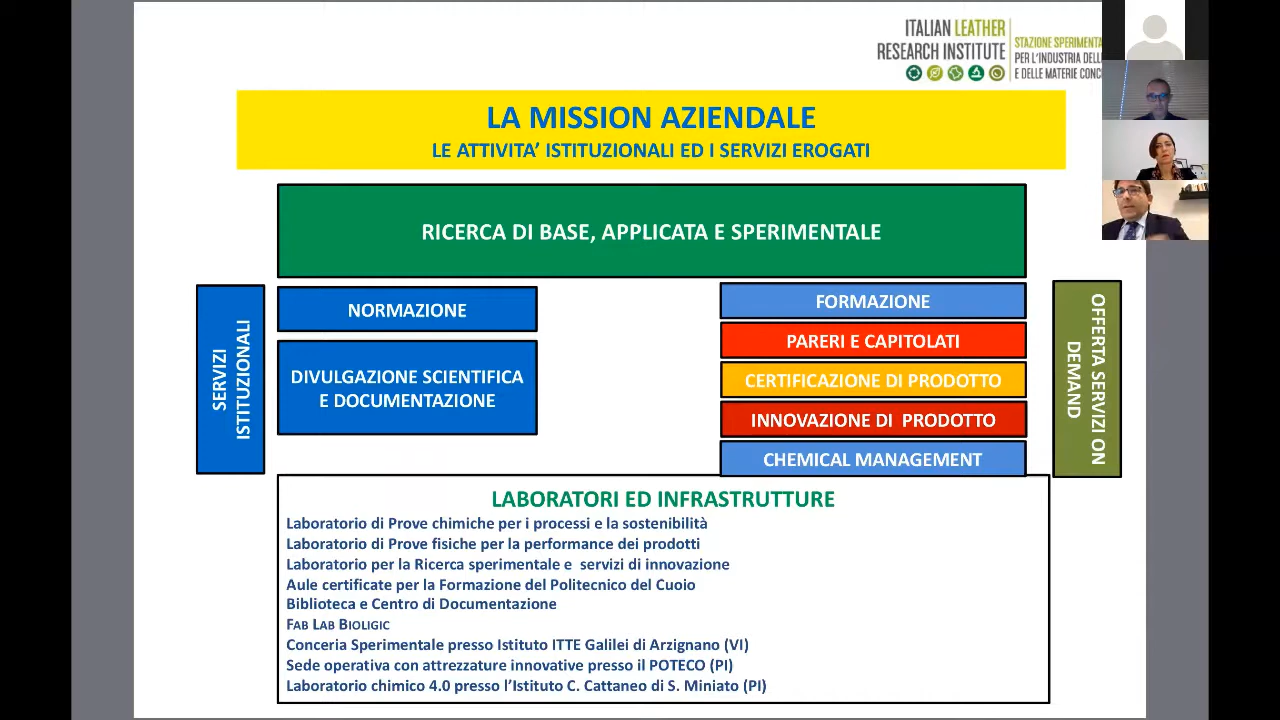 ITALIAN LEATHER
RESEARCH INSTITUTE
STAZIONE
PER L'INDUSTRIA
E DELLE MATERIE
LA MISSION AZIENDALE
LE ATTIVITA' ISTITUZIONALI ED I SERVIZI EROGATI
RICERCA DI BASE, APPLICATA E SPERIMENTALE
SERVIZI
ISTITUZIONALI
NORMAZIONE
DIVULGAZIONE SCIENTIFICA
E DOCUMENTAZIONE
FORMAZIONE
PARERI E CAPITOLATI
CERTIFICAZIONE DI PRODOTTO
INNOVAZIONE DI PRODOTTO
CHEMICAL MANAGEMENT
OFFERTA SERVIZI ON
DEMAND
LABORATORI ED INFRASTRUTTURE
Laboratorio di Prove chimiche per i processi e la sostenibilità
Laboratorio di Prove fisiche per la performance dei prodotti
Laboratorio per la Ricerca sperimentale e servizi di innovazione
Aule certificate per la Formazione del Politecnico del Cuoio
Biblioteca e Centro di Documentazione
FAB LAB BIOLIGIC
Conceria Sperimentale presso Istituto ITTE Galilei di Arzignano (VI)
Sede operativa con attrezzature innovative presso il POTECO (PI)
Laboratorio chimico 4.0 presso l'Istituto C. Cattaneo di S. Miniato (PI)